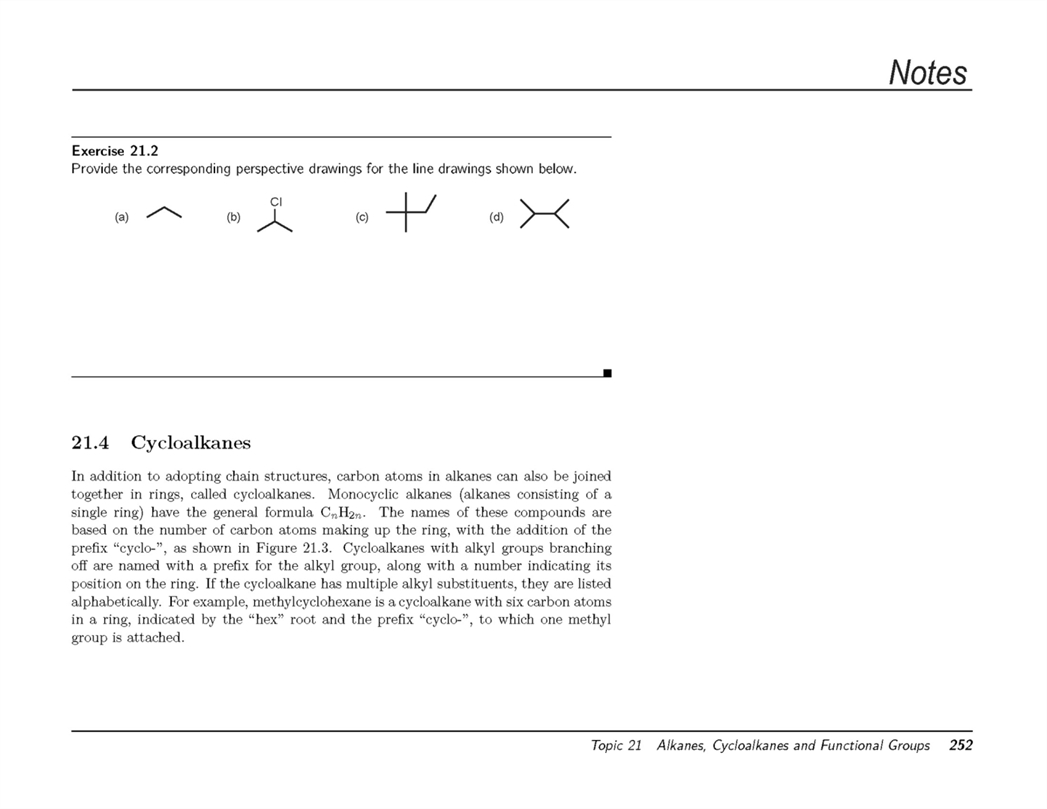 Notes
Exercise 21.2
Provide the corresponding perspective drawings for the line drawings shown below.
(a) (b) Cl (c) (d)
21.4 Cycloalkanes
In addition to adopting chain structures, carbon atoms in alkanes can also be joined
together in rings, called cycloalkanes. Monocyclic alkanes (alkanes consisting of a
single ring) have the general formula CₙH₂ₙ. The names of these compounds are
based on the number of carbon atoms making up the ring, with the addition of the
prefix “cyclo-”, as shown in Figure 21.3. Cycloalkanes with alkyl groups branching
off are named with a prefix for the alkyl group, along with a number indicating its
position on the ring. If the cycloalkane has multiple alkyl substituents, they are listed
alphabetically. For example, methylcyclohexane is a cycloalkane with six carbon atoms
in a ring, indicated by the “hex” root and the prefix “cyclo-”, to which one methyl
group is attached.
Topic 21 Alkanes, Cycloalkanes and Functional Groups 252